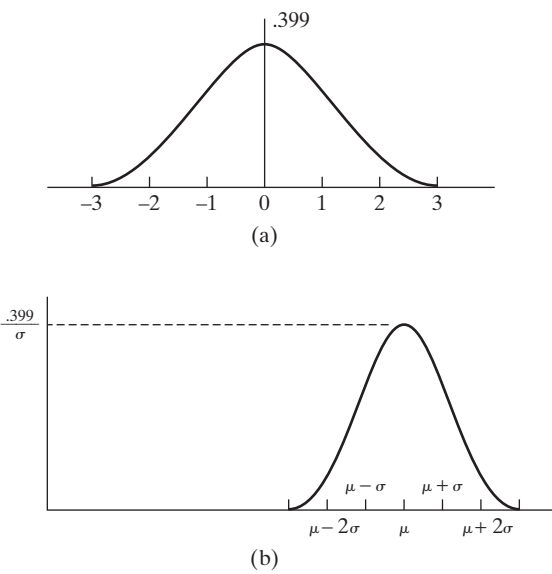 .399
–3 –2 –1 0 1 2 3
(a)
.399
σ
μ – σ μ + σ
μ – 2σ μ μ + 2σ
(b)